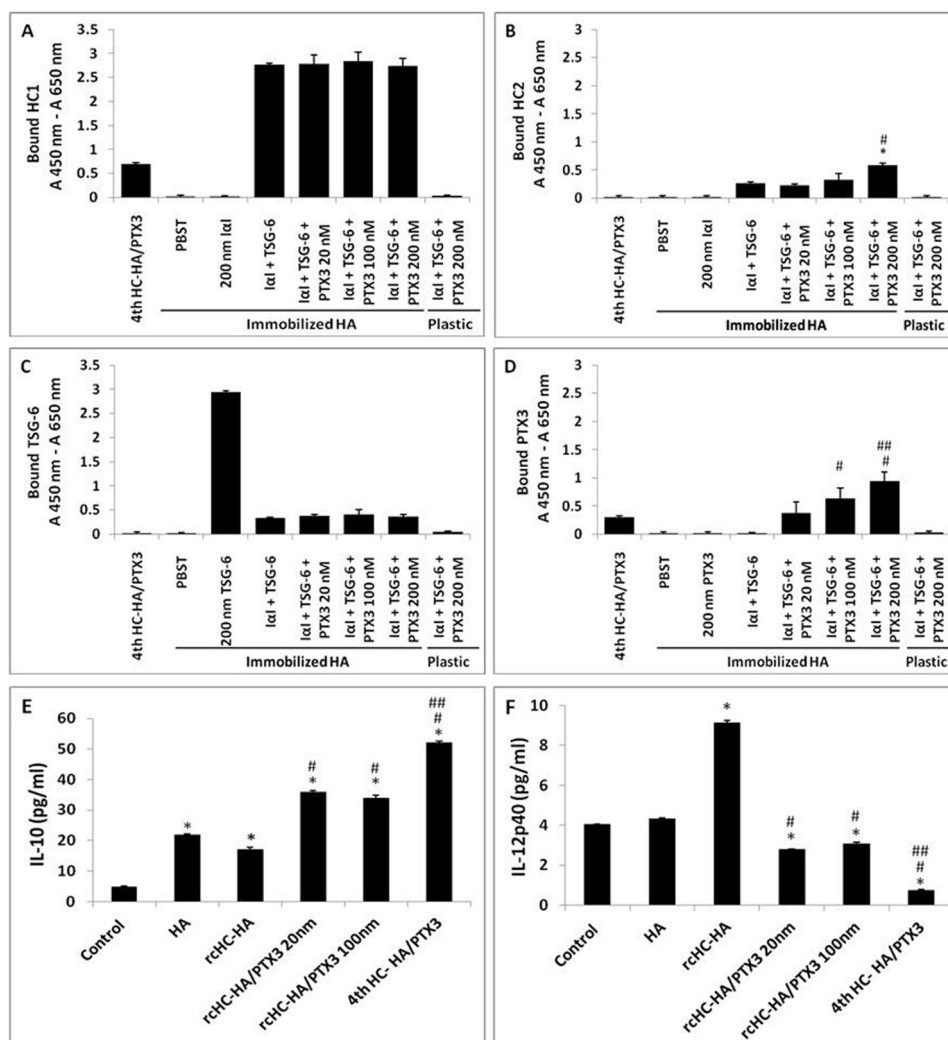 A
Bound HC1
A 450 nm - A 650 nm
3.5
3
2.5
2
1.5
1
0.5
0
4th HC-HA/PTX3
PBST
200 nm IαI
IαI + TSG-6
IαI + TSG-6 +
PTX3 20 nM
IαI + TSG-6 +
PTX3 100 nM
IαI + TSG-6 +
PTX3 200 nM
IαI + TSG-6 +
PTX3 200 nM
Immobilized HA
Plastic
B
Bound HC2
A 450 nm - A 650 nm
3
2.5
2
1.5
1
0.5
0
#
*
4th HC-HA/PTX3
PBST
200 nm IαI
IαI + TSG-6
IαI + TSG-6 +
PTX3 20 nM
IαI + TSG-6 +
PTX3 100 nM
IαI + TSG-6 +
PTX3 200 nM
IαI + TSG-6 +
PTX3 200 nM
Immobilized HA
Plastic
C
Bound TSG-6
A 450 nm - A 650 nm
3.5
3
2.5
2
1.5
1
0.5
0
4th HC-HA/PTX3
PBST
200 nm TSG-6
IαI + TSG-6
IαI + TSG-6 +
PTX3 20 nM
IαI + TSG-6 +
PTX3 100 nM
IαI + TSG-6 +
PTX3 200 nM
IαI + TSG-6 +
PTX3 200 nM
Immobilized HA
Plastic
D
Bound PTX3
A 450 nm - A 650 nm
3
2.5
2
1.5
1
0.5
0
#
##
#
4th HC-HA/PTX3
PBST
200 nm PTX3
IαI + TSG-6
IαI + TSG-6 +
PTX3 20 nM
IαI + TSG-6 +
PTX3 100 nM
IαI + TSG-6 +
PTX3 200 nM
IαI + TSG-6 +
PTX3 200 nM
Immobilized HA
Plastic
E
IL-10 (pg/ml)
60
50
40
30
20
10
0
*
*
#
*
#
*
##
#
*
Control
HA
rcHC-HA
rcHC-HA/PTX3 20nm
rcHC-HA/PTX3 100nm
4th HC- HA/PTX3
F
IL-12p40 (pg/ml)
10
8
6
4
2
0
*
#
*
#
*
##
#
*
Control
HA
rcHC-HA
rcHC-HA/PTX3 20nm
rcHC-HA/PTX3 100nm
4th HC- HA/PTX3